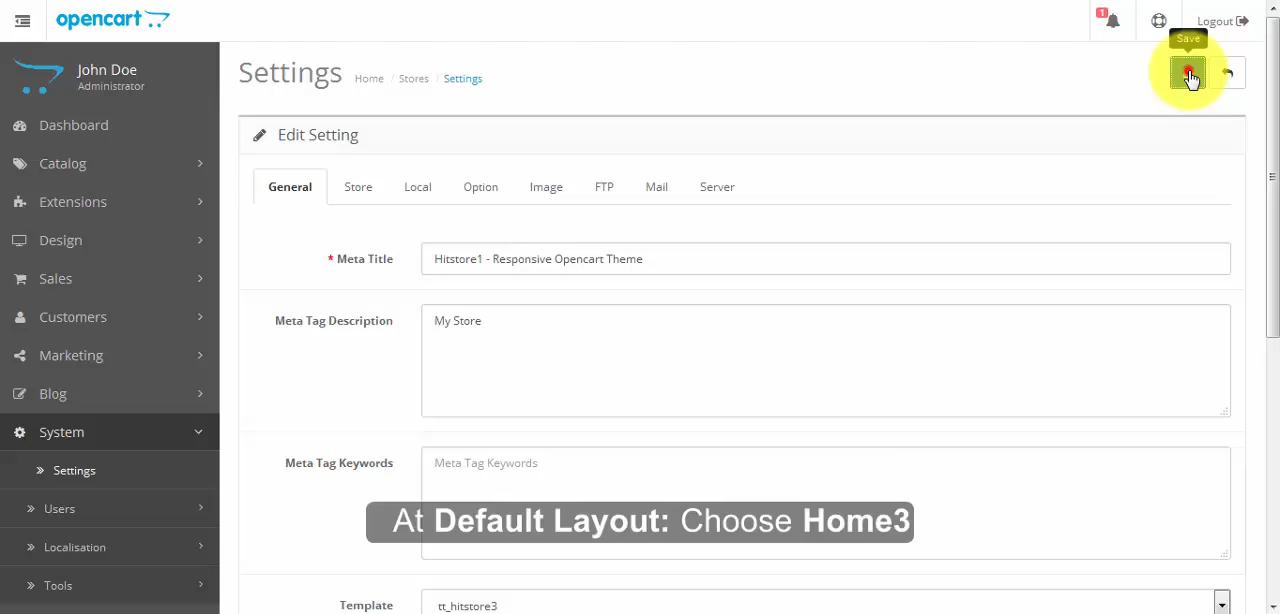 opencart
1
Logout
Save
John Doe
Administrator
Settings
Home / Stores / Settings
Dashboard
Catalog
Extensions
Design
Sales
Customers
Marketing
Blog
System
Settings
Users
Localisation
Tools
Edit Setting
General Store Local Option Image FTP Mail Server
* Meta Title
Hitstore1 - Responsive Opencart Theme
Meta Tag Description
My Store
Meta Tag Keywords
Meta Tag Keywords
At Default Layout: Choose Home3
Template
tt_hitstore3